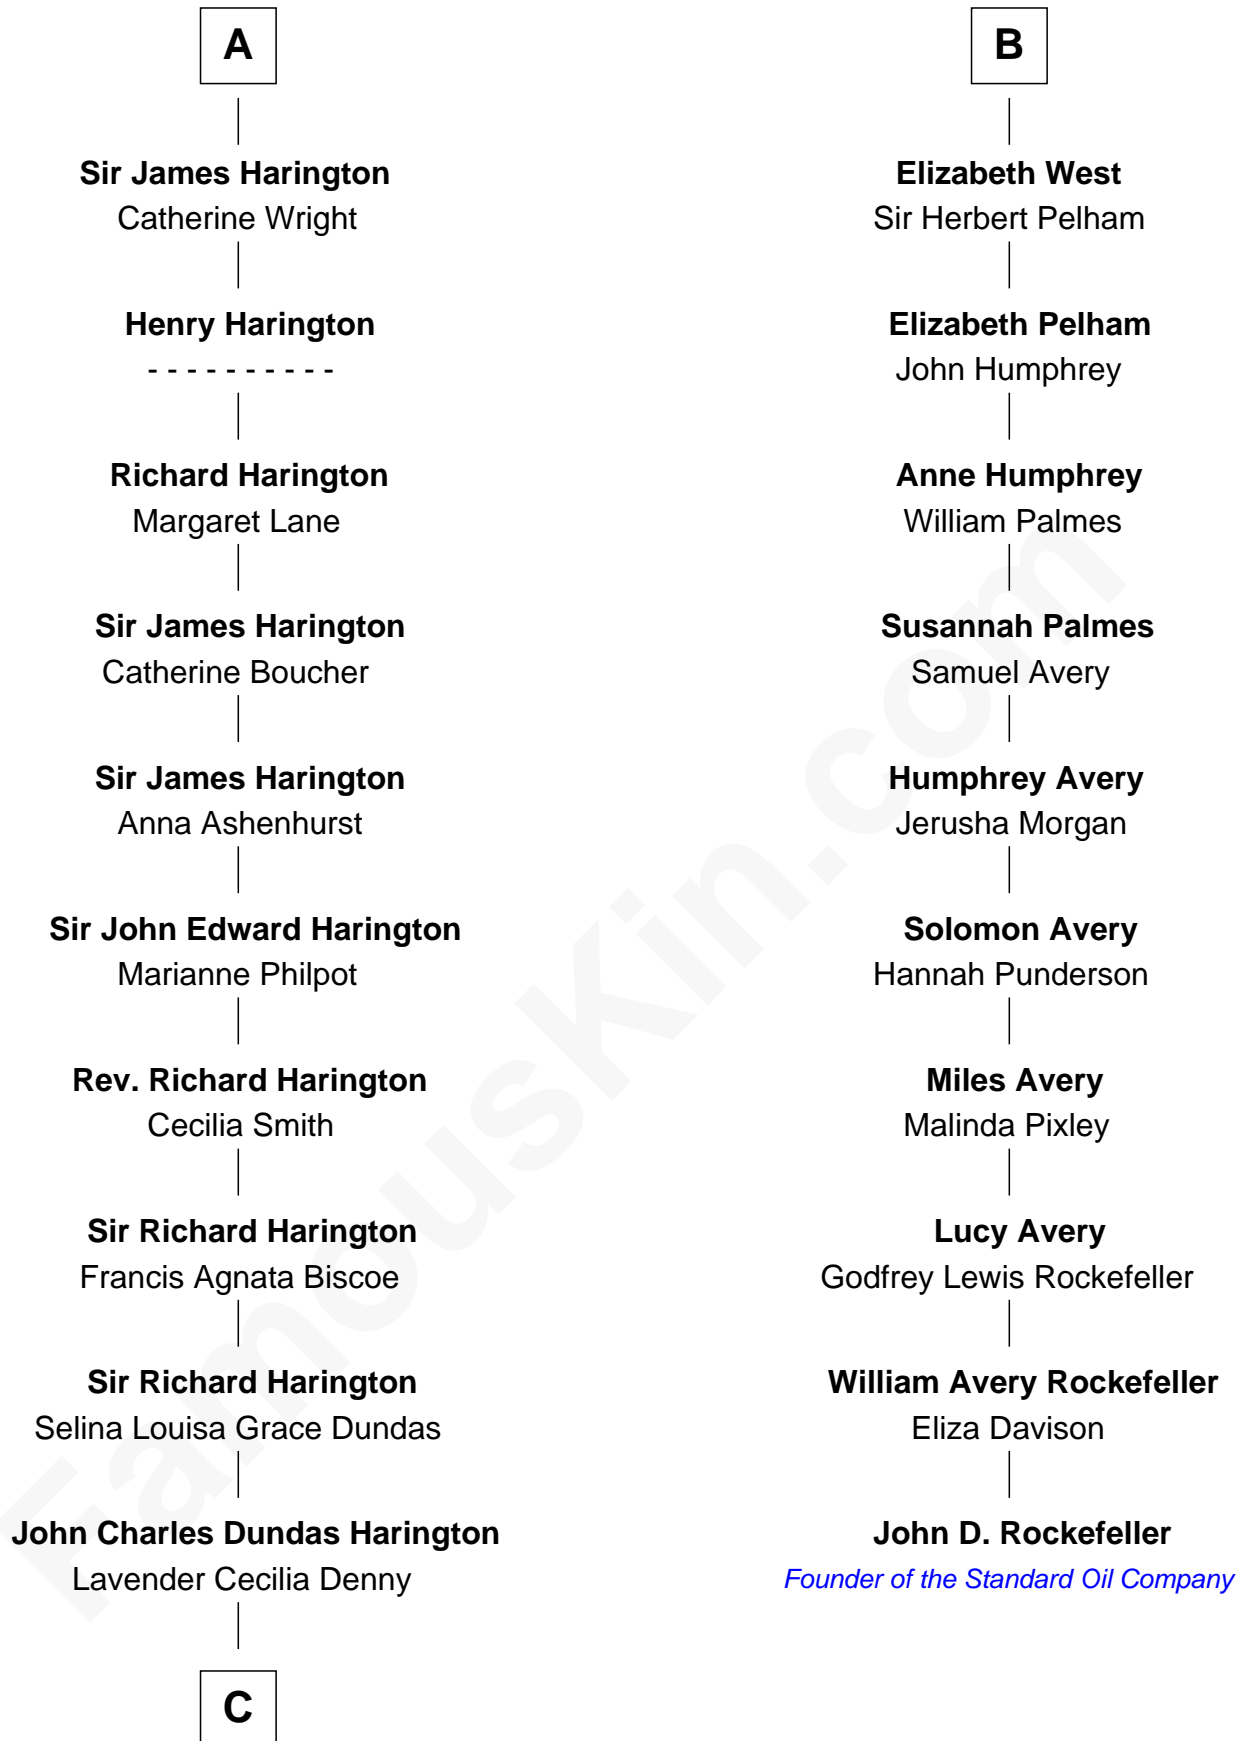 A
Sir James Harington
Catherine Wright
Henry Harington
- - - - - - - - - -
Richard Harington
Margaret Lane
Sir James Harington
Catherine Boucher
Sir James Harington
Anna Ashenhurst
Sir John Edward Harington
Marianne Philpot
Rev. Richard Harington
Cecilia Smith
Sir Richard Harington
Francis Agnata Biscoe
Sir Richard Harington
Selina Louisa Grace Dundas
John Charles Dundas Harington
Lavender Cecilia Denny
C
B
Elizabeth West
Sir Herbert Pelham
Elizabeth Pelham
John Humphrey
Anne Humphrey
William Palmes
Susannah Palmes
Samuel Avery
Humphrey Avery
Jerusha Morgan
Solomon Avery
Hannah Punderson
Miles Avery
Malinda Pixley
Lucy Avery
Godfrey Lewis Rockefeller
William Avery Rockefeller
Eliza Davison
John D. Rockefeller
Founder of the Standard Oil Company
FamousKin.com